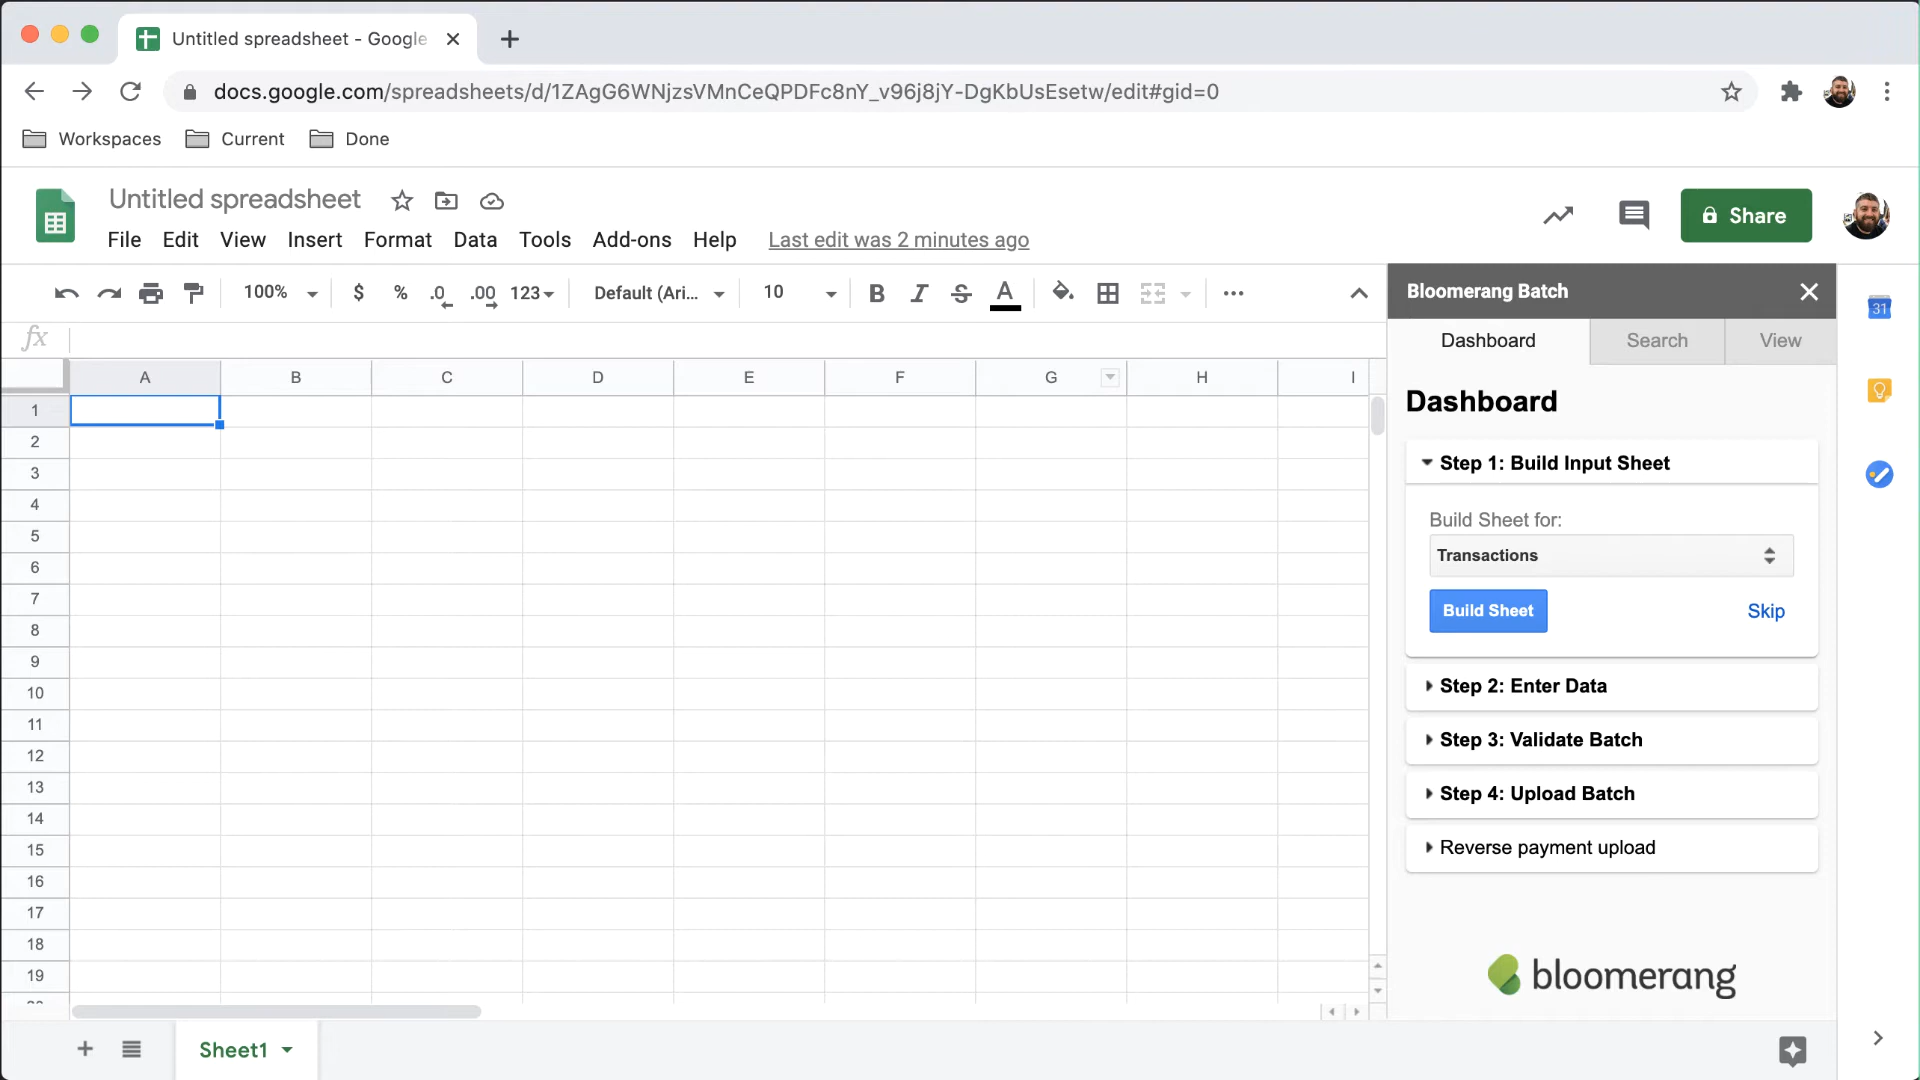 Untitled spreadsheet - Google
docs.google.com/spreadsheets/d/1ZAgG6WNjzsVMnCeQPDFc8nY_v96j8jY-DgKbUsEsetw/edit#gid=0
Workspaces Current Done
Untitled spreadsheet
File Edit View Insert Format Data Tools Add-ons Help Last edit was 2 minutes ago
Share
100% $ % .0 .00 123 Default (Ari... 10 B I S A
fx
A B C D E F G H I
1
2
3
4
5
6
7
8
9
10
11
12
13
14
15
16
17
18
19
Sheet1
Bloomerang Batch
Dashboard Search View
Dashboard
Step 1: Build Input Sheet
Build Sheet for:
Transactions
Build Sheet Skip
Step 2: Enter Data
Step 3: Validate Batch
Step 4: Upload Batch
Reverse payment upload
bloomerang
31